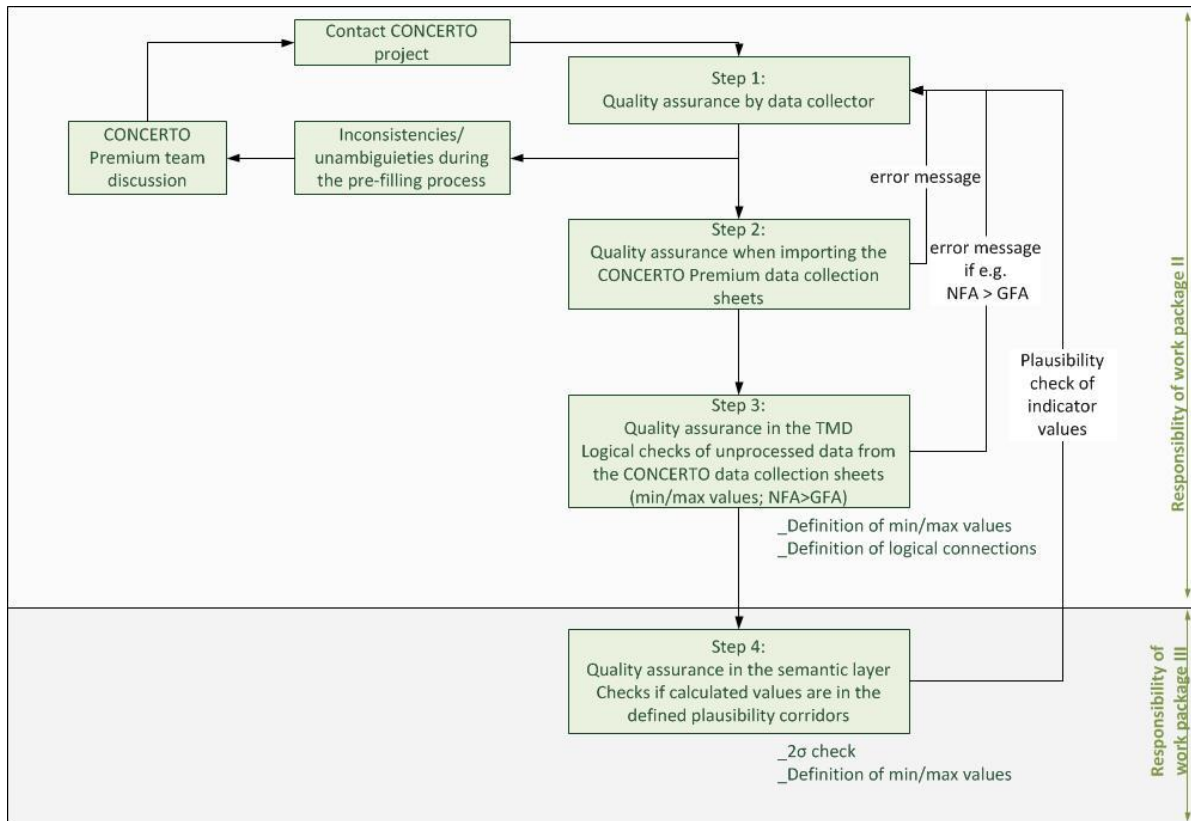 Contact CONCERTO
project
Step 1:
Quality assurance by data collector
CONCERTO
Premium team
discussion
Inconsistencies/
unambiguieties during
the pre-filling process
error message
Step 2:
Quality assurance when importing the
CONCERTO Premium data collection
sheets
error message
if e.g.
NFA > GFA
Plausibility
check of
indicator
values
Step 3:
Quality assurance in the TMD
Logical checks of unprocessed data from
the CONCERTO data collection sheets
(min/max values; NFA>GFA)
_Definition of min/max values
_Definition of logical connections
Responsiblity of work package II
Step 4:
Quality assurance in the semantic layer
Checks if calculated values are in the
defined plausibility corridors
_2σ check
_Definition of min/max values
Responsibility of
work package III